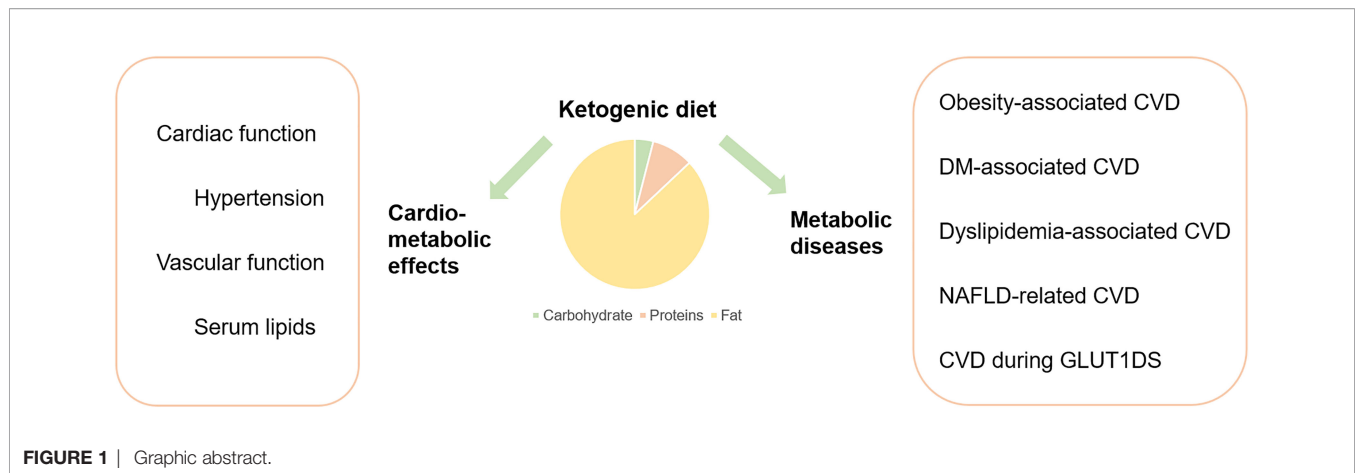 Ketogenic diet
Carbohydrate Proteins Fat
Cardio-
metabolic
effects
Cardiac function
Hypertension
Vascular function
Serum lipids
Metabolic
diseases
Obesity-associated CVD
DM-associated CVD
Dyslipidemia-associated CVD
NAFLD-related CVD
CVD during GLUT1DS
FIGURE 1 | Graphic abstract.